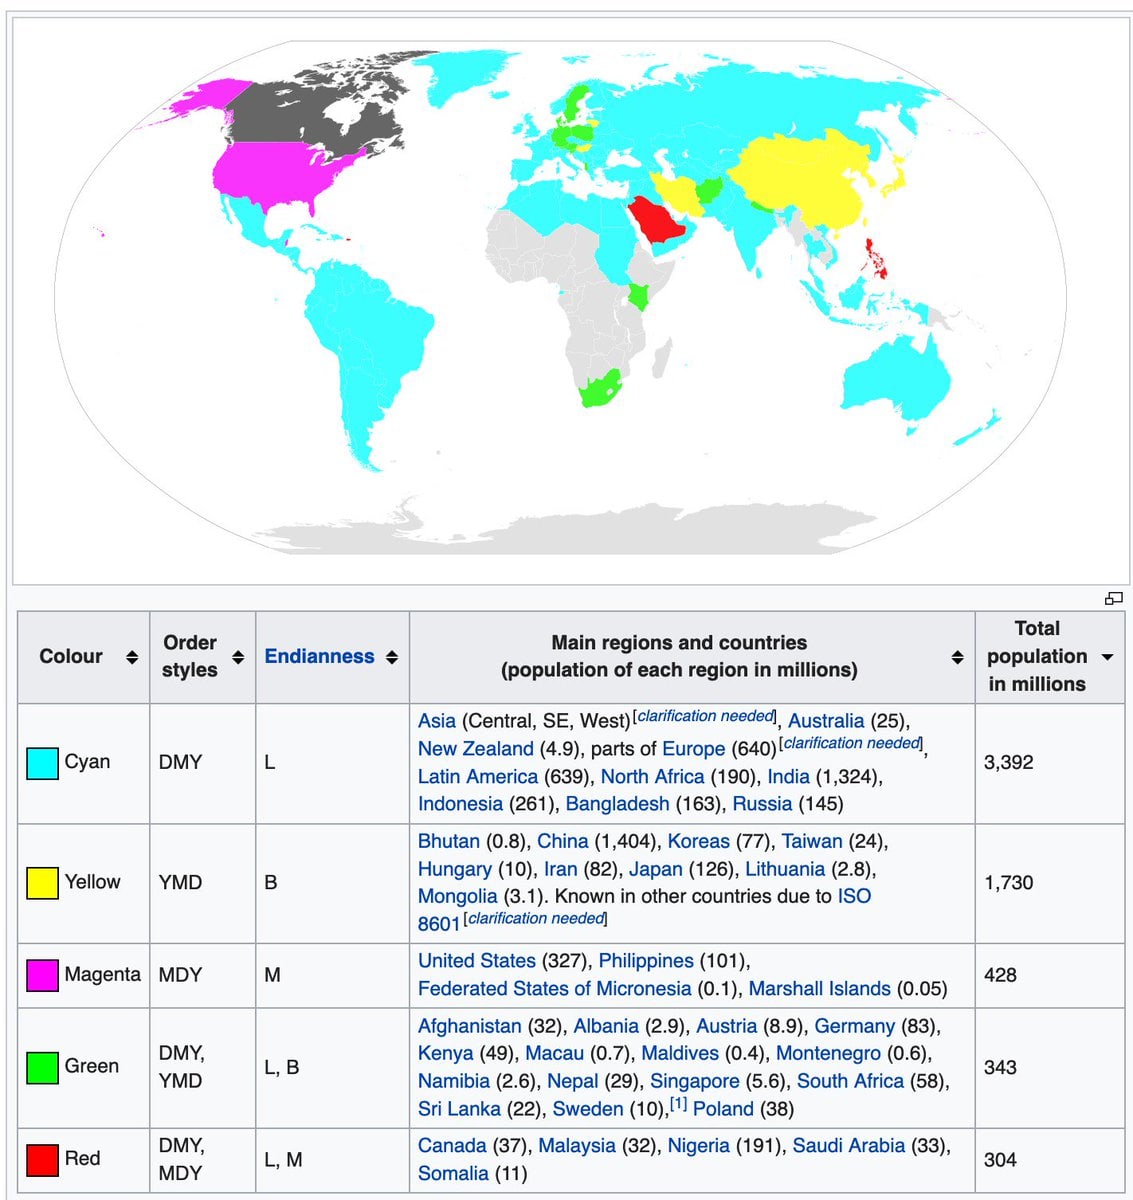 Colour
Order styles
Endianness
Main regions and countries
(population of each region in millions)
Total population in millions
Cyan
DMY
L
Asia (Central, SE, West)[clarification needed], Australia (25),
New Zealand (4.9), parts of Europe (640)[clarification needed],
Latin America (639), North Africa (190), India (1,324),
Indonesia (261), Bangladesh (163), Russia (145)
3,392
Yellow
YMD
B
Bhutan (0.8), China (1,404), Koreas (77), Taiwan (24),
Hungary (10), Iran (82), Japan (126), Lithuania (2.8),
Mongolia (3.1). Known in other countries due to ISO
8601[clarification needed]
1,730
Magenta
MDY
M
United States (327), Philippines (101),
Federated States of Micronesia (0.1), Marshall Islands (0.05)
428
Green
DMY,
YMD
L, B
Afghanistan (32), Albania (2.9), Austria (8.9), Germany (83),
Kenya (49), Macau (0.7), Maldives (0.4), Montenegro (0.6),
Namibia (2.6), Nepal (29), Singapore (5.6), South Africa (58),
Sri Lanka (22), Sweden (10),[1] Poland (38)
343
Red
DMY,
MDY
L, M
Canada (37), Malaysia (32), Nigeria (191), Saudi Arabia (33),
Somalia (11)
304